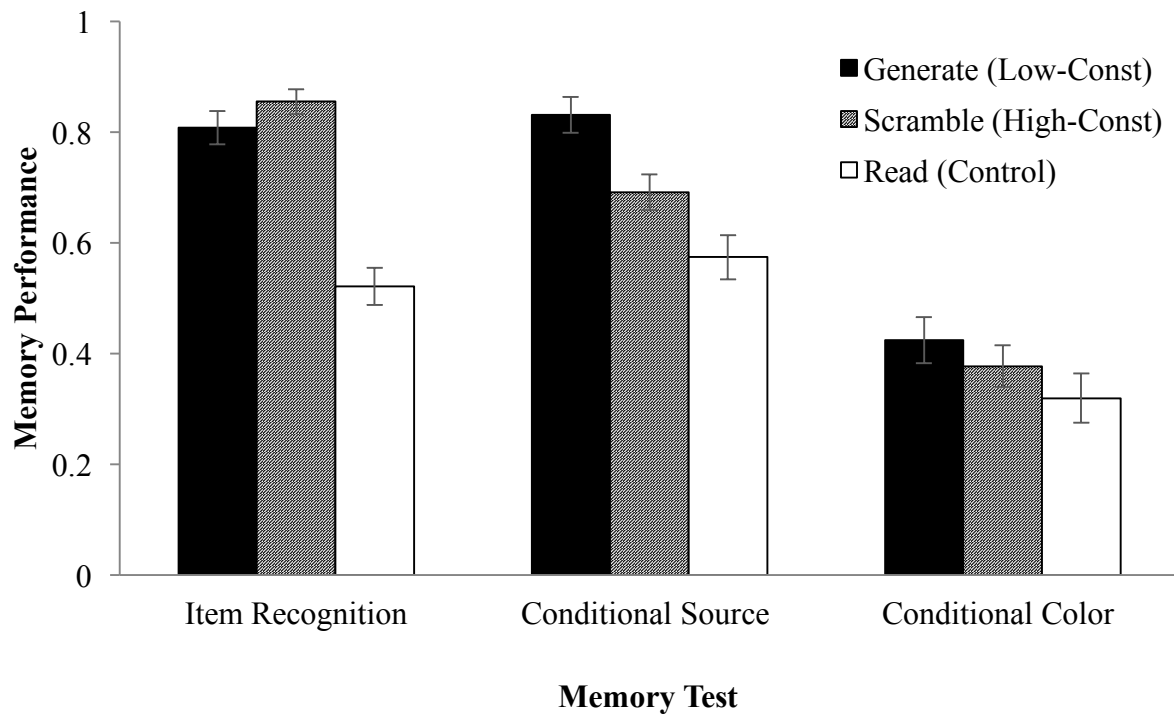 1
0.8
0.6
0.4
0.2
0
Memory Performance
Generate (Low-Const)
Scramble (High-Const)
Read (Control)
Item Recognition
Conditional Source
Conditional Color
Memory Test